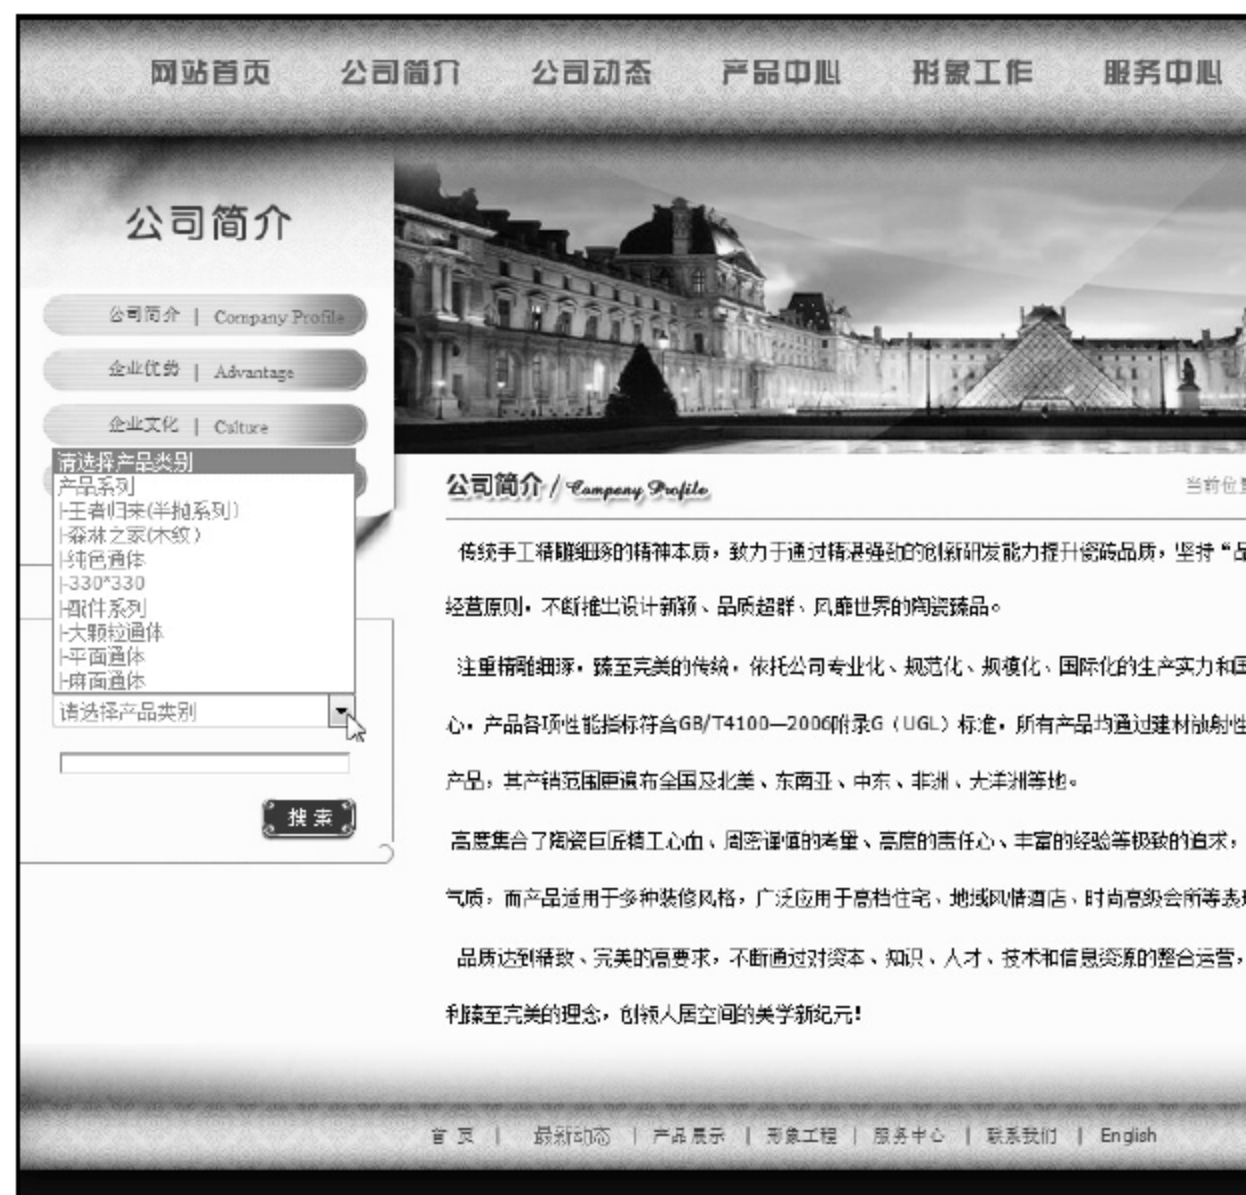 网站首页 公司简介 公司动态 产品中心 形象工作 服务中心
公司简介
公司简介 | Company Profile
企业优势 | Advantage
企业文化 | Culture
请选择产品类别
产品系列
|-王者归来(半抛系列)
|-森林之家(木纹)
|-纯色通体
|-330*330
|-配件系列
|-大颗粒通体
|-平面通体
|-麻面通体
请选择产品类别
搜 索
公司简介 / Company Profile
当前位置
传统手工精雕细琢的精神本质，致力于通过精湛强劲的创新研发能力提升瓷砖品质，坚持“品
经营原则，不断推出设计新颖、品质超群、风靡世界的陶瓷臻品。
注重精雕细琢，臻至完美的传统，依托公司专业化、规范化、规模化、国际化的生产实力和国
心，产品各项性能指标符合GB/T4100—2006附录G（UGL）标准，所有产品均通过建材放射性
产品，其产销范围更遍布全国及北美、东南亚、中东、非洲、大洋洲等地。
高度集合了陶瓷巨匠精工心血、周密谨慎的考量、高度的责任心、丰富的经验等极致的追求，
气质，而产品适用于多种装修风格，广泛应用于高档住宅、地域风情酒店、时尚高级会所等表现
品质达到精致、完美的高要求，不断通过对资本、知识、人才、技术和信息资源的整合运营，
利臻至完美的理念，创领人居空间的美学新纪元！
首 页 | 最新动态 | 产品展示 | 形象工程 | 服务中心 | 联系我们 | English